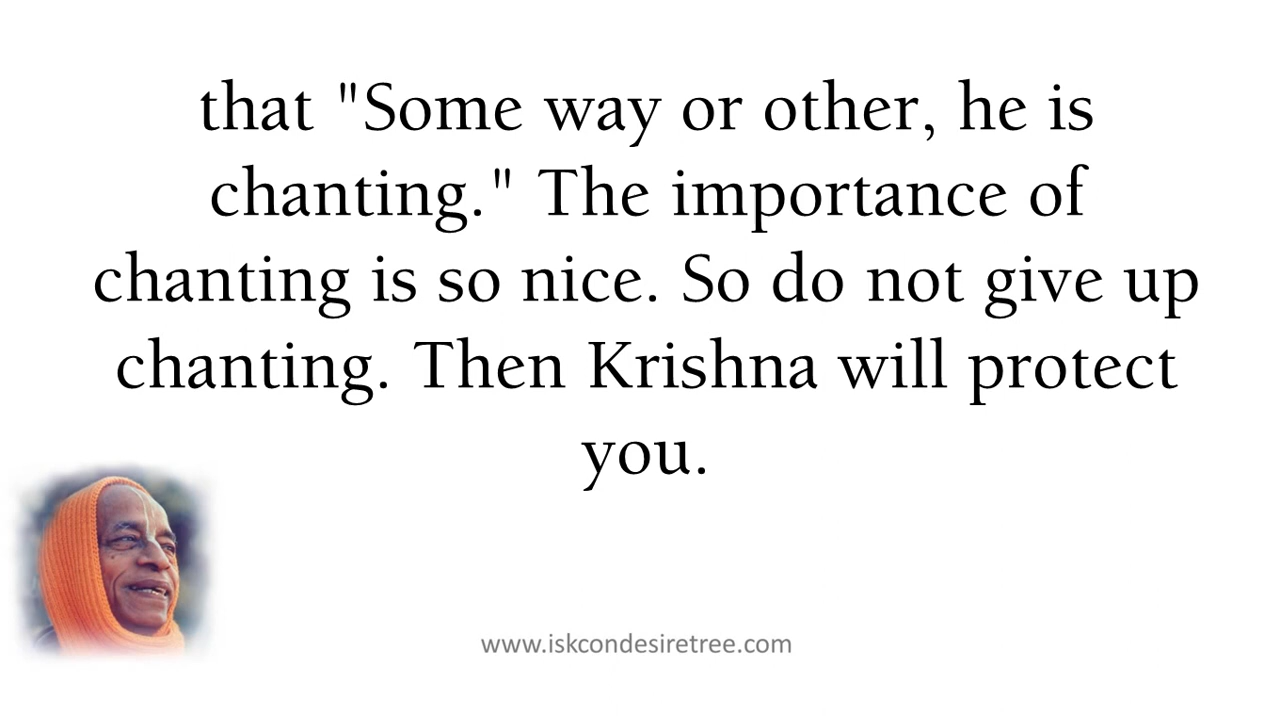 that "Some way or other, he is
chanting." The importance of
chanting is so nice. So do not give up
chanting. Then Krishna will protect
you.
www.iskcondesiretree.com